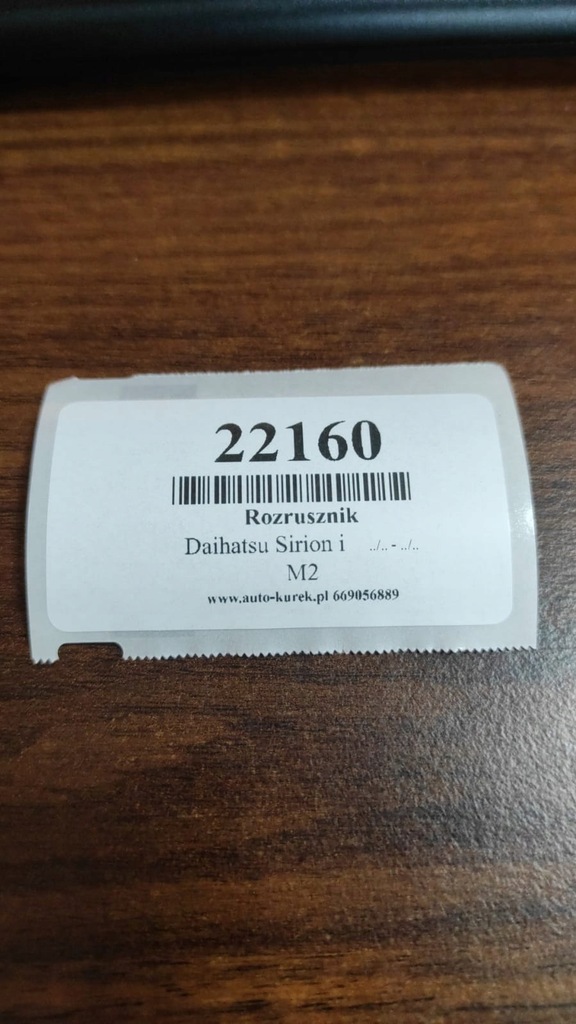 22160
Rozrusznik
Daihatsu Sirion i ../.. - ../..
M2
www.auto-kurek.pl 669056889